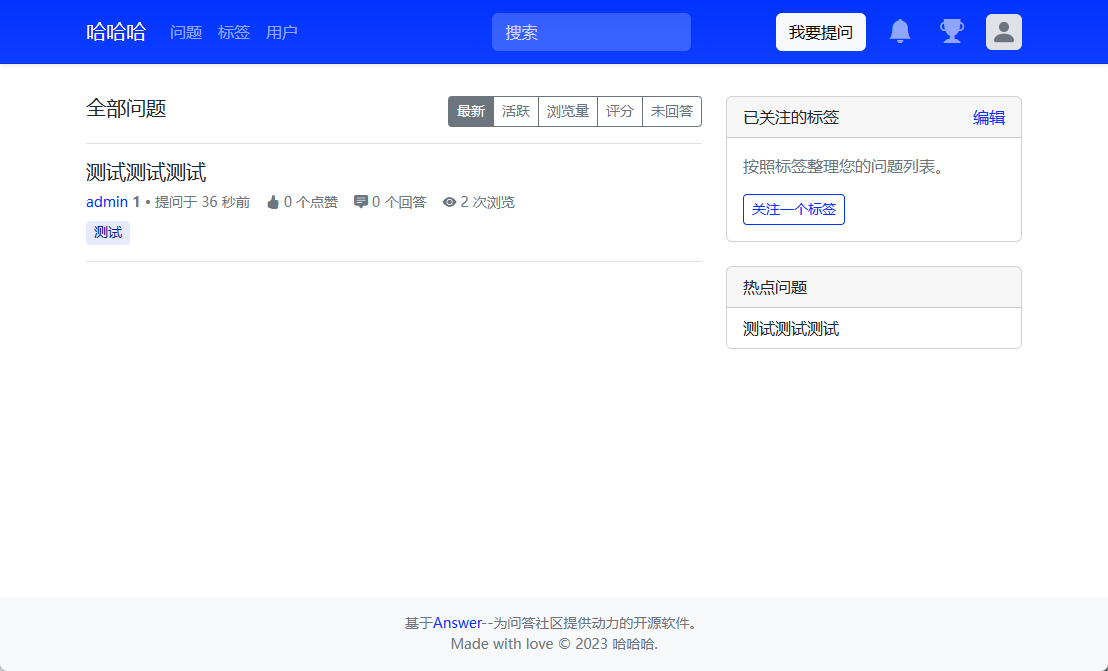 哈哈哈 问题 标签 用户 搜索 我要提问
全部问题 最新 活跃 浏览量 评分 未回答
测试测试测试
admin 1 • 提问于 36 秒前 0 个点赞 0 个回答 2 次浏览
测试
已关注的标签 编辑
按照标签整理您的问题列表。
关注一个标签
热点问题
测试测试测试
基于Answer--为问答社区提供动力的开源软件。
Made with love © 2023 哈哈哈.